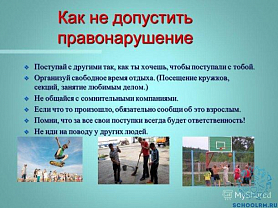 Как не допустить
правонарушение
Поступай с другими так, как ты хочешь, чтобы поступали с тобой.
Организуй свободное время отдыха. (Посещение кружков,
секций, занятие любимым делом.)
Не общайся с сомнительными компаниями.
Если что то произошло, обязательно сообщи об это взрослым.
Помни, что за все свои поступки всегда будет ответственность!
Не иди на поводу у других людей.
MyShared
SCHOOLRM.RU